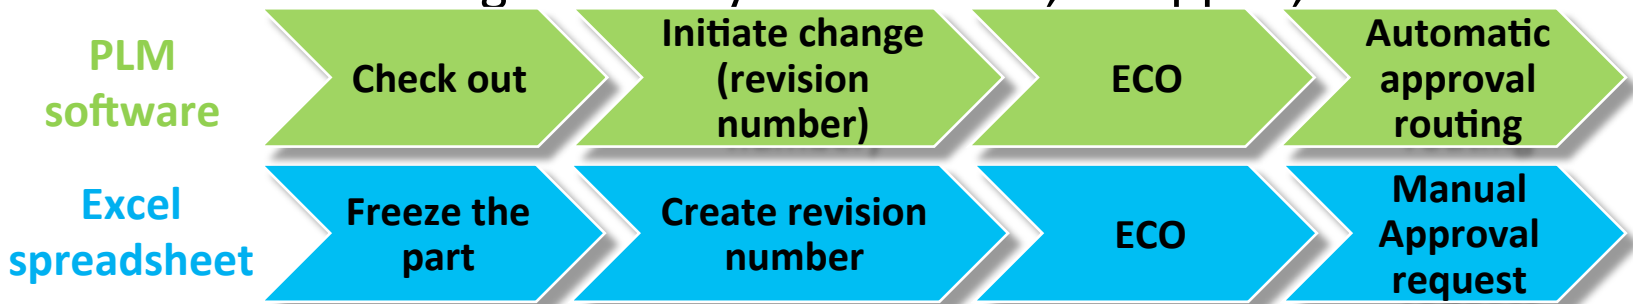 PLM
software
Check out
Initiate change
(revision
number)
ECO
Automatic
approval
routing
Excel
spreadsheet
Freeze the
part
Create revision
number
ECO
Manual
Approval
request